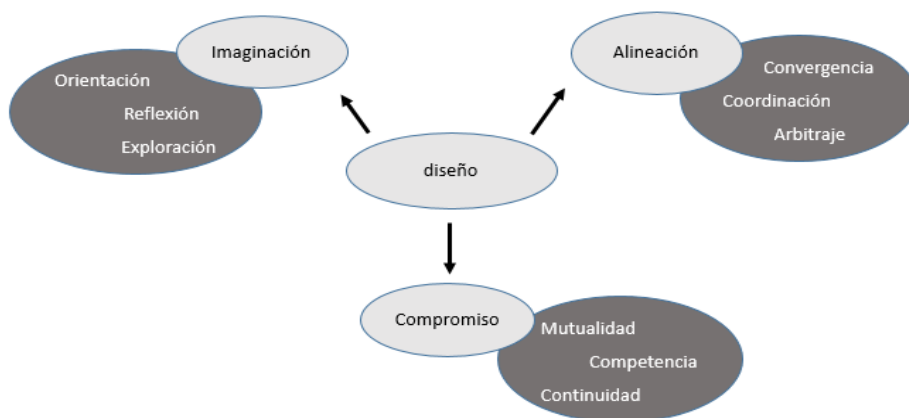 Imaginación
Orientación
Reflexión
Exploración
Alineación
Convergencia
Coordinación
Arbitraje
diseño
Compromiso
Mutualidad
Competencia
Continuidad